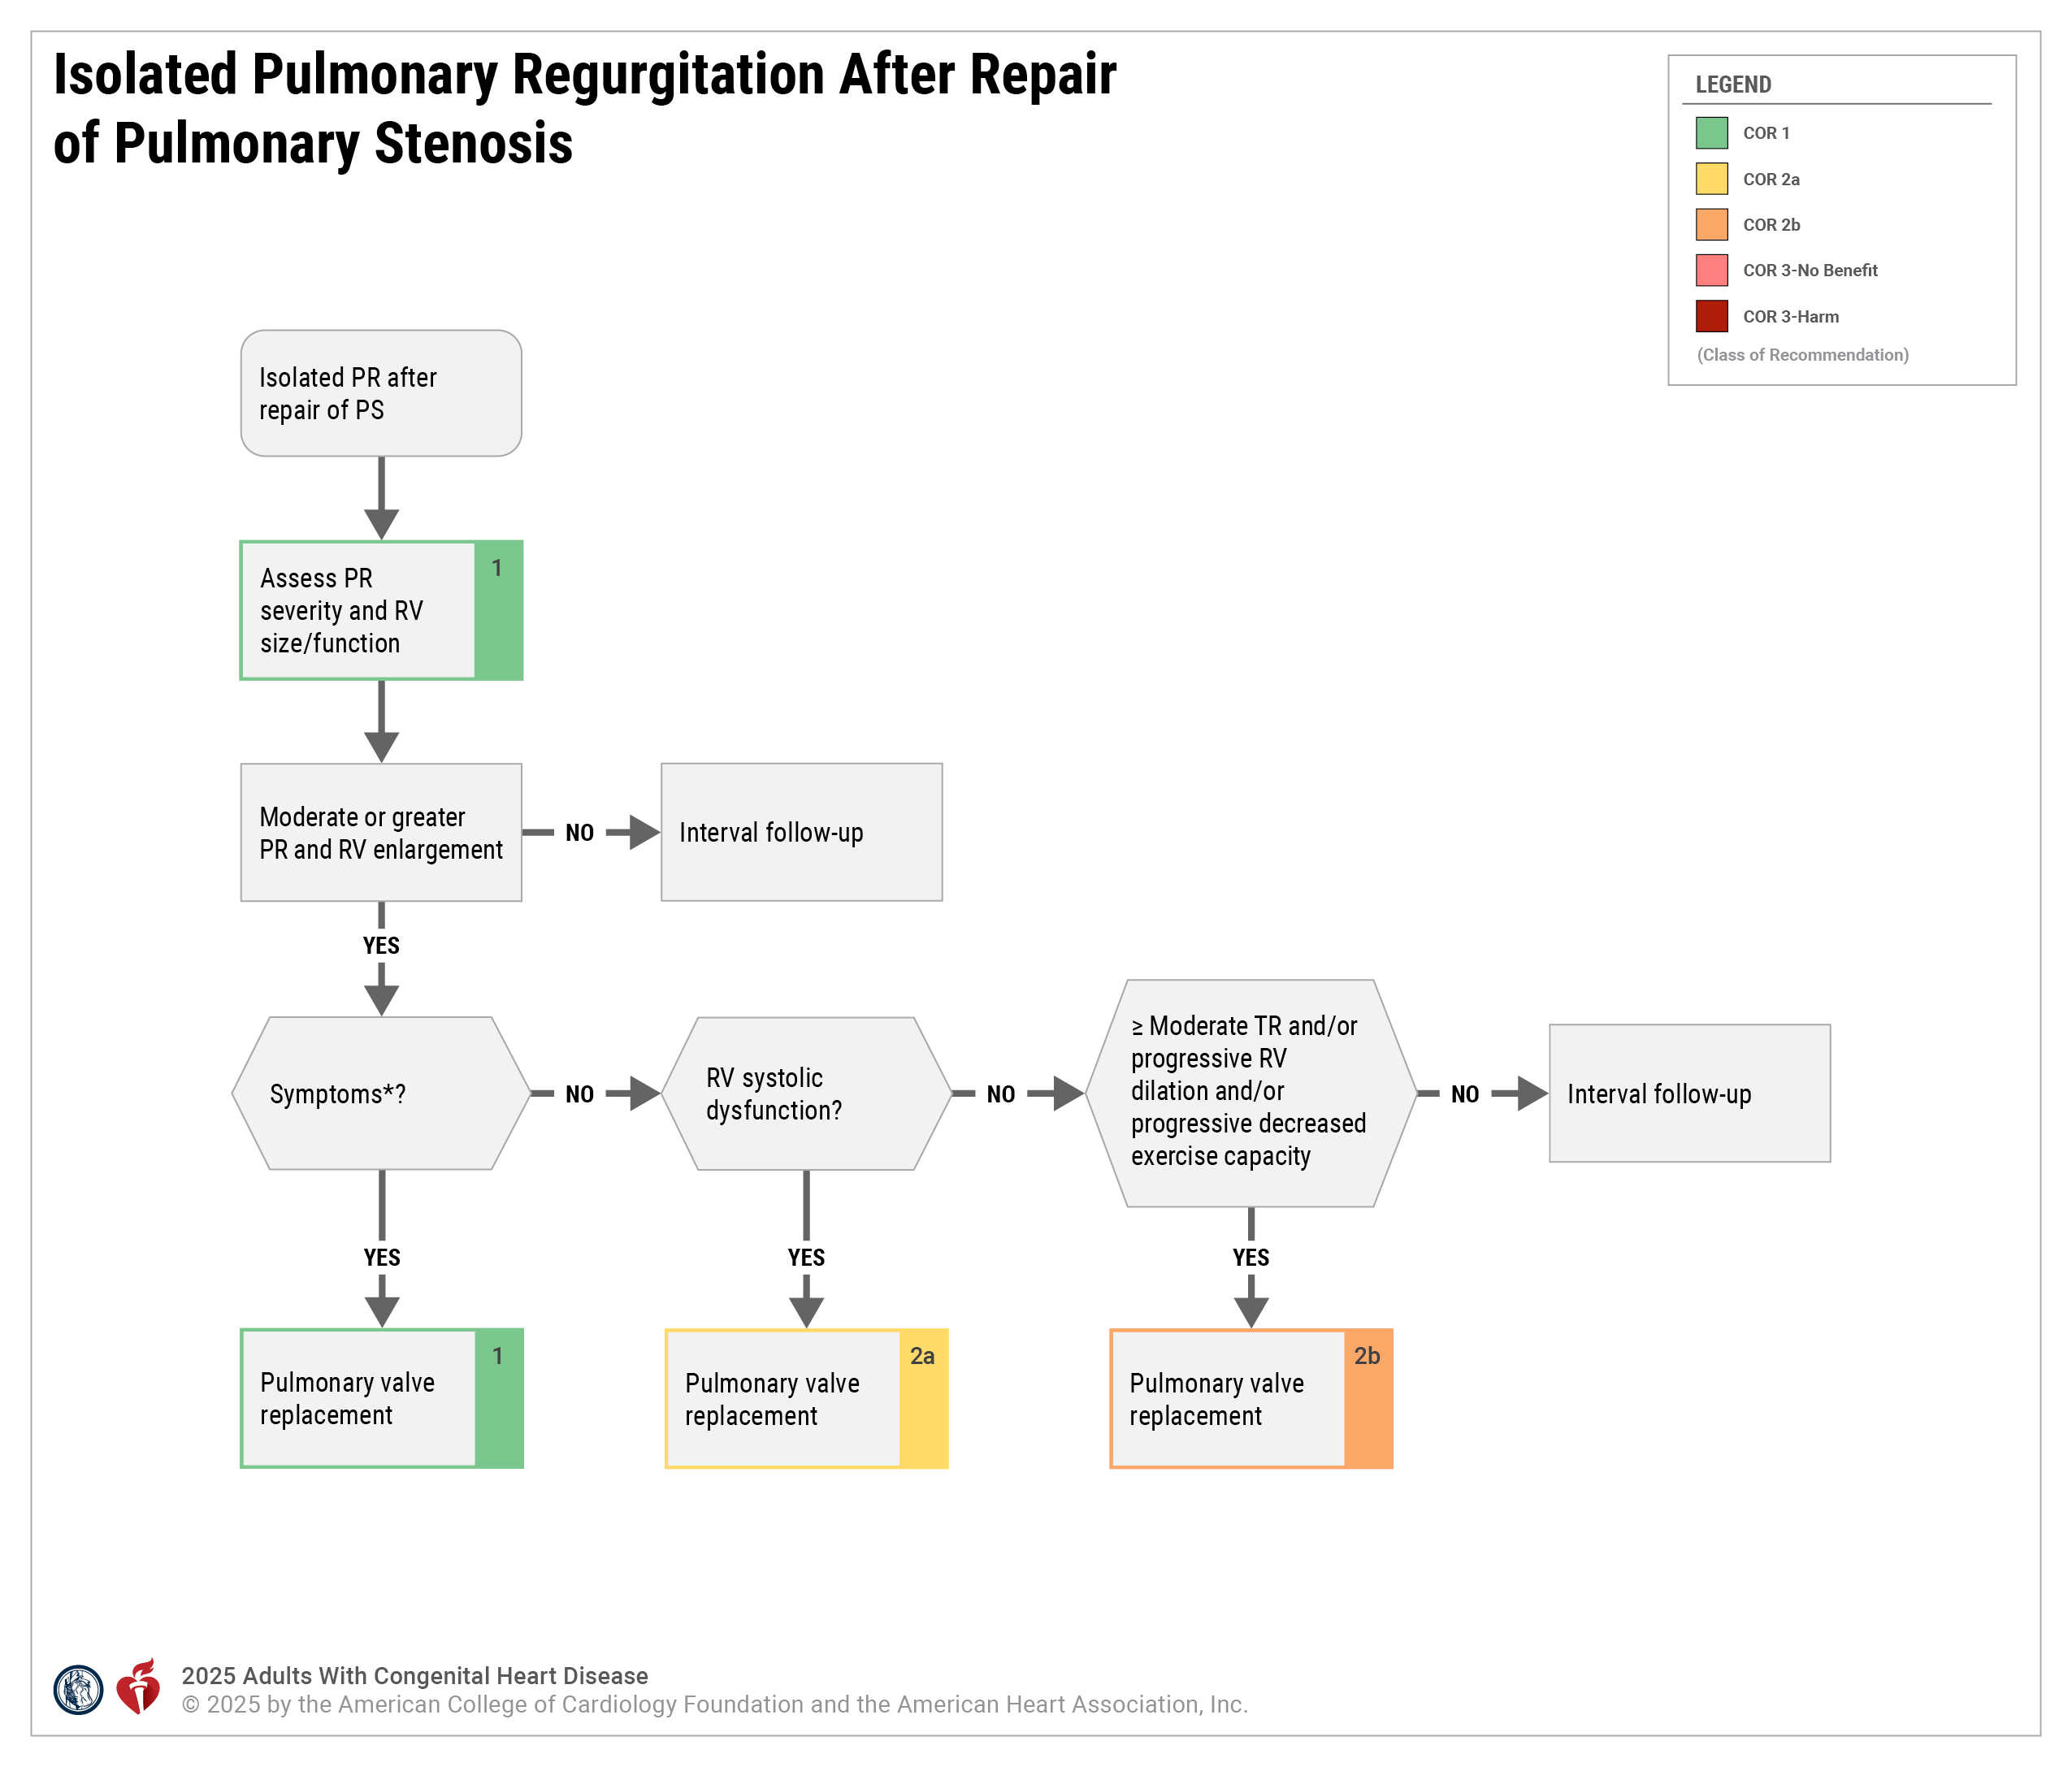 Isolated Pulmonary Regurgitation After Repair
of Pulmonary Stenosis
LEGEND
COR 1
COR 2a
COR 2b
COR 3-No Benefit
COR 3-Harm
(Class of Recommendation)
Isolated PR after
repair of PS
1
Assess PR
severity and RV
size/function
Moderate or greater
PR and RV enlargement
NO
Interval follow-up
YES
Symptoms*?
NO
RV systolic
dysfunction?
NO
≥ Moderate TR and/or
progressive RV
dilation and/or
progressive decreased
exercise capacity
NO
Interval follow-up
YES
YES
YES
Pulmonary valve
replacement
1
Pulmonary valve
replacement
2a
Pulmonary valve
replacement
2b
2025 Adults With Congenital Heart Disease
© 2025 by the American College of Cardiology Foundation and the American Heart Association, Inc.